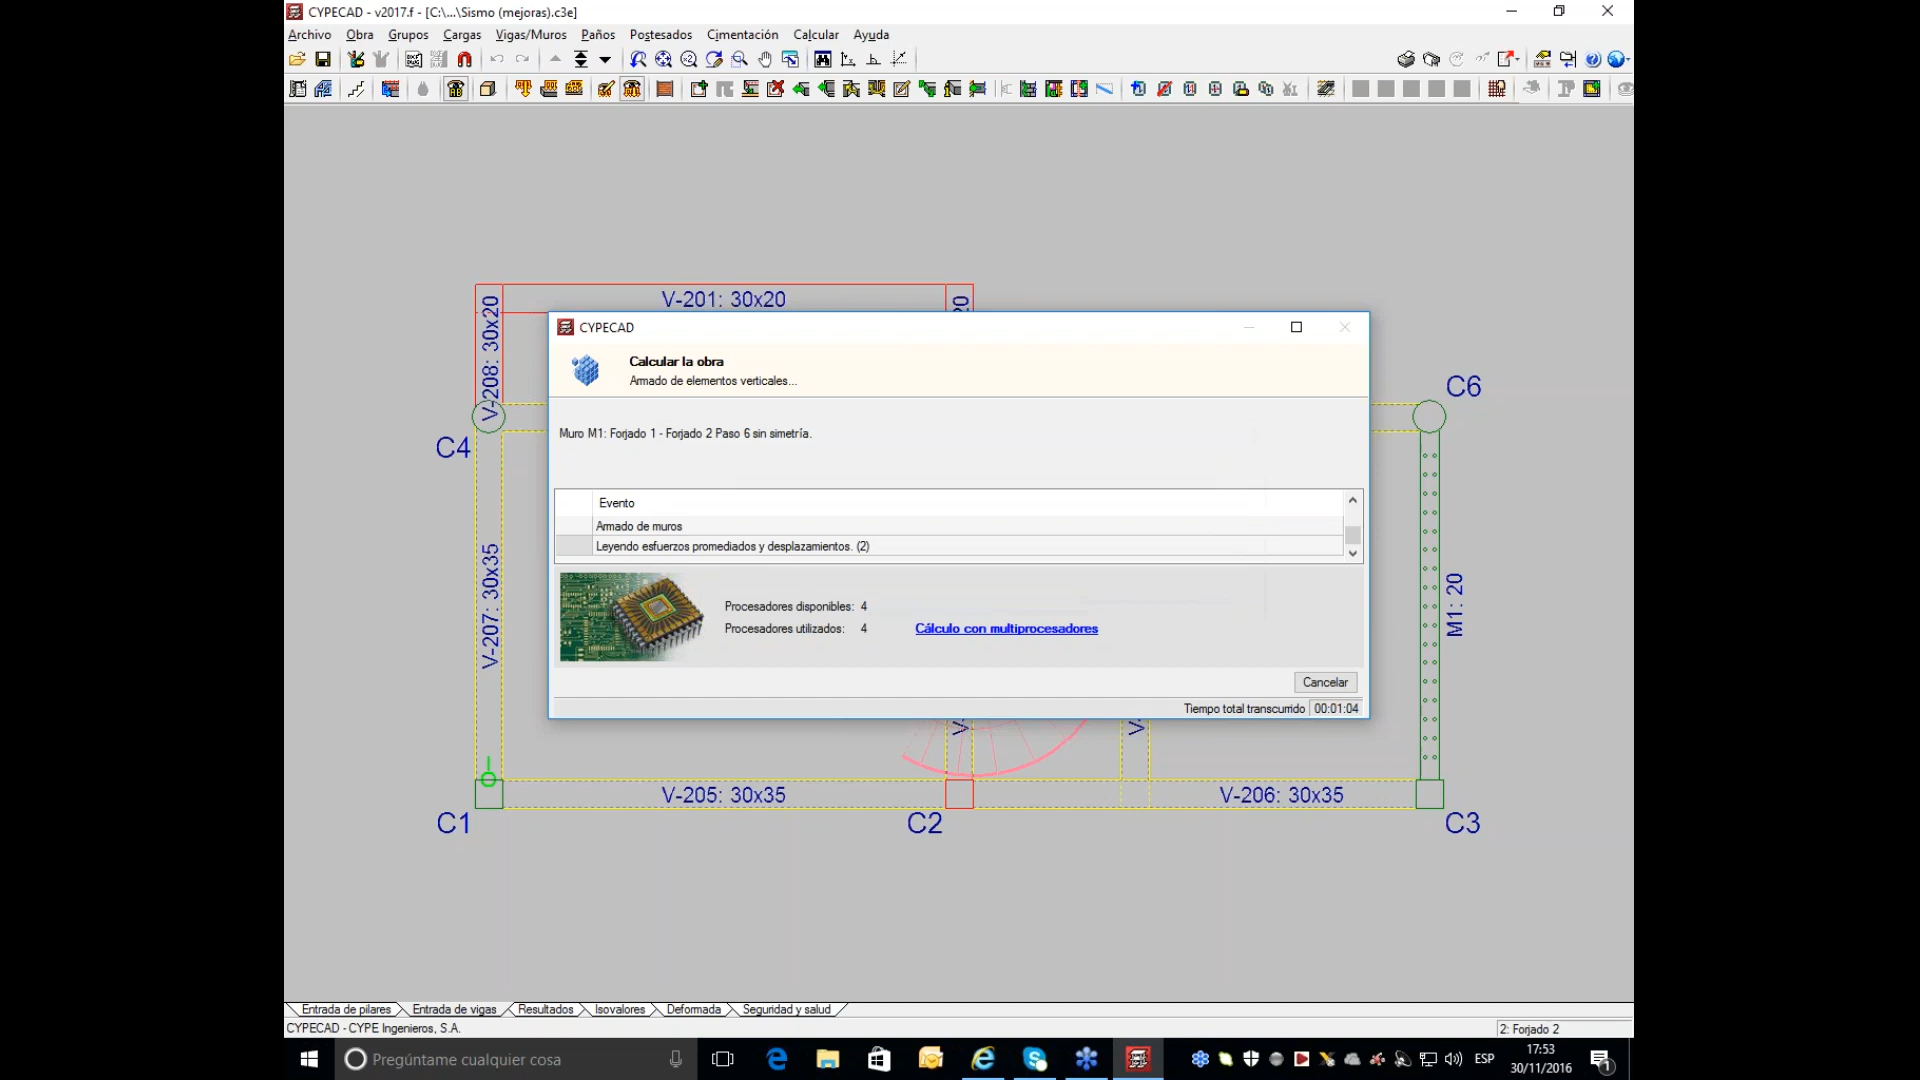 CYPECAD - v2017.f - [C:\...\Sismo (mejoras).c3e]
Archivo Obra Grupos Cargas Vigas/Muros Paños Postesados Cimentación Calcular Ayuda
V-201: 30x20
V-208: 30x20
20
CYPECAD
Calcular la obra
Armado de elementos verticales...
C6
C4
Muro M1: Forjado 1 - Forjado 2 Paso 6 sin simetría.
Evento
Armado de muros
Leyendo esfuerzos promediados y desplazamientos. (2)
V-207: 30x35
M1: 20
Procesadores disponibles: 4
Procesadores utilizados: 4
Cálculo con multiprocesadores
Cancelar
Tiempo total transcurrido 00:01:04
V-205: 30x35
V-206: 30x35
C1
C2
C3
Entrada de pilares Entrada de vigas Resultados Isovalores Deformada Seguridad y salud
CYPECAD - CYPE Ingenieros, S.A.
2: Forjado 2
Pregúntame cualquier cosa
ESP
17:53
30/11/2016
1